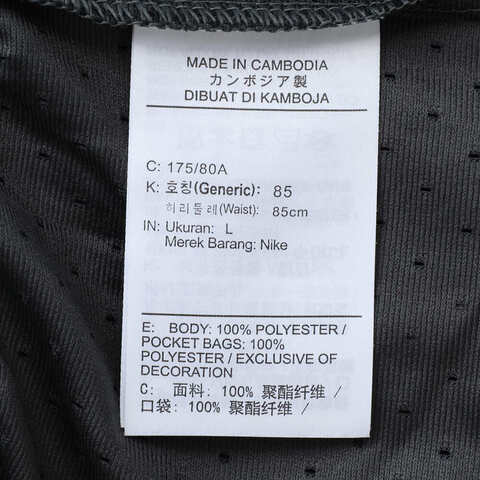 MADE IN CAMBODIA
カンボジア製
DIBUAT DI KAMBOJA
C: 175/80A
K: 호칭(Generic): 85
허리둘레(Waist): 85cm
IN: Ukuran: L
Merek Barang: Nike
E: BODY: 100% POLYESTER /
POCKET BAGS: 100%
POLYESTER / EXCLUSIVE OF
DECORATION
C: 面料: 100% 聚酯纤维 /
口袋: 100% 聚酯纤维 /